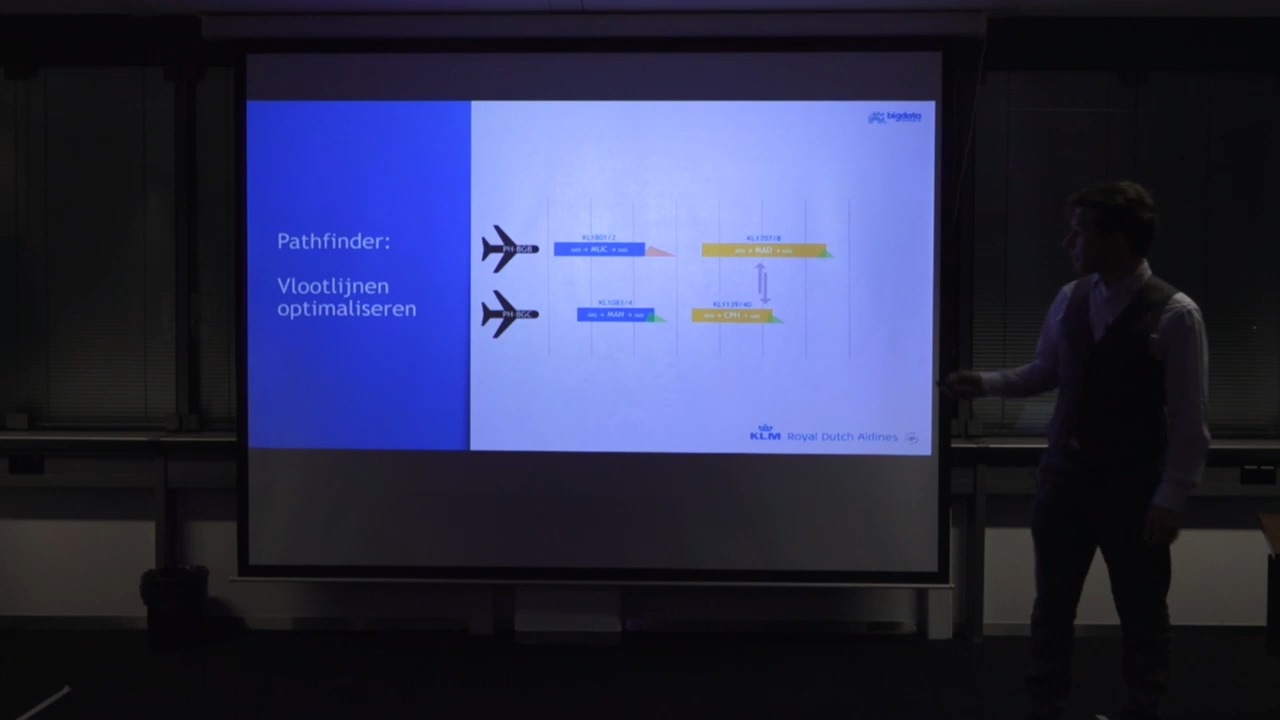 bigdata
Pathfinder:
Vlootlijnen
optimaliseren
PH-BGB
KL1801/2
MUC
KL1707/8
MAD
PH-BGC
KL1083/4
MAN
KL1139/40
CPH
KLM Royal Dutch Airlines